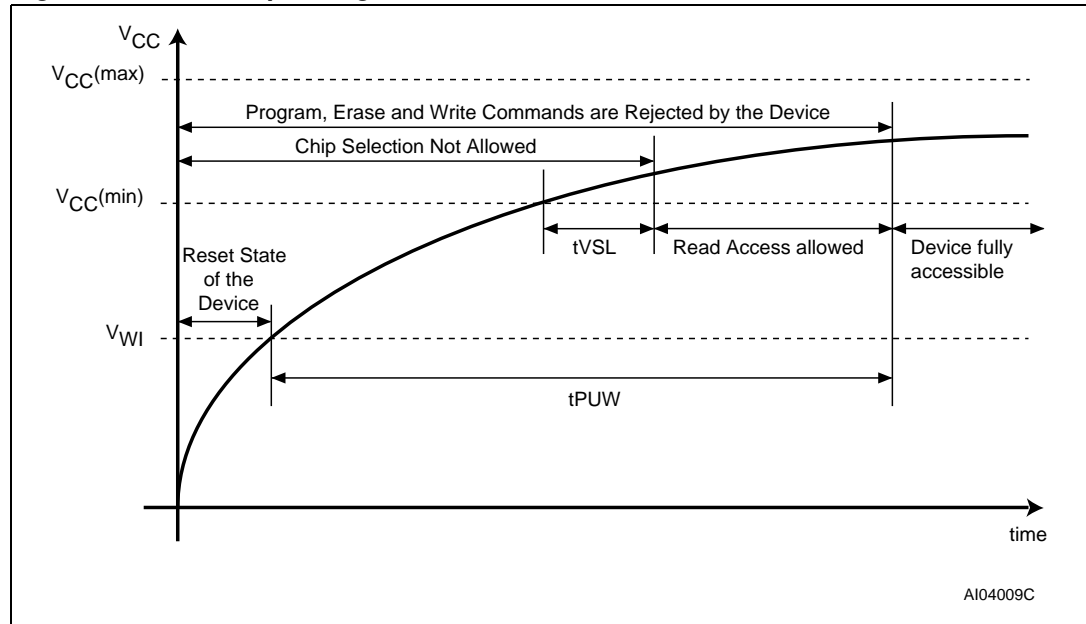 VCC
VCC(max)
Program, Erase and Write Commands are Rejected by the Device
Chip Selection Not Allowed
VCC(min)
tVSL
Read Access allowed
Device fully
accessible
Reset State
of the
Device
VWI
tPUW
time
AI04009C